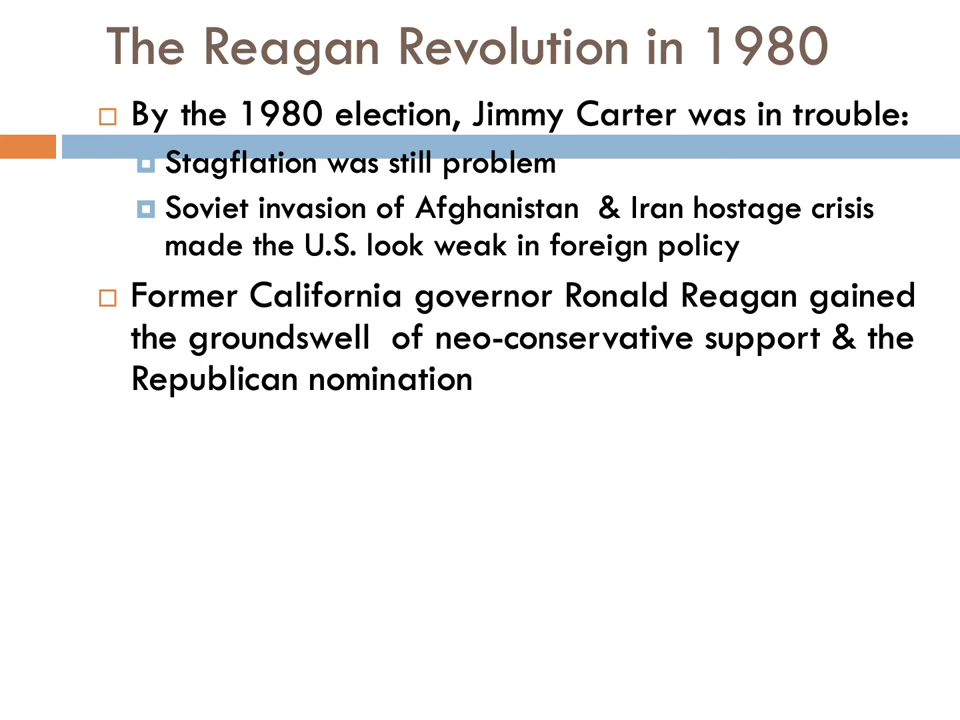 The Reagan Revolution in 1980
By the 1980 election, Jimmy Carter was in trouble:
Stagflation was still problem
Soviet invasion of Afghanistan & Iran hostage crisis
made the U.S. look weak in foreign policy
Former California governor Ronald Reagan gained
the groundswell of neo-conservative support & the
Republican nomination